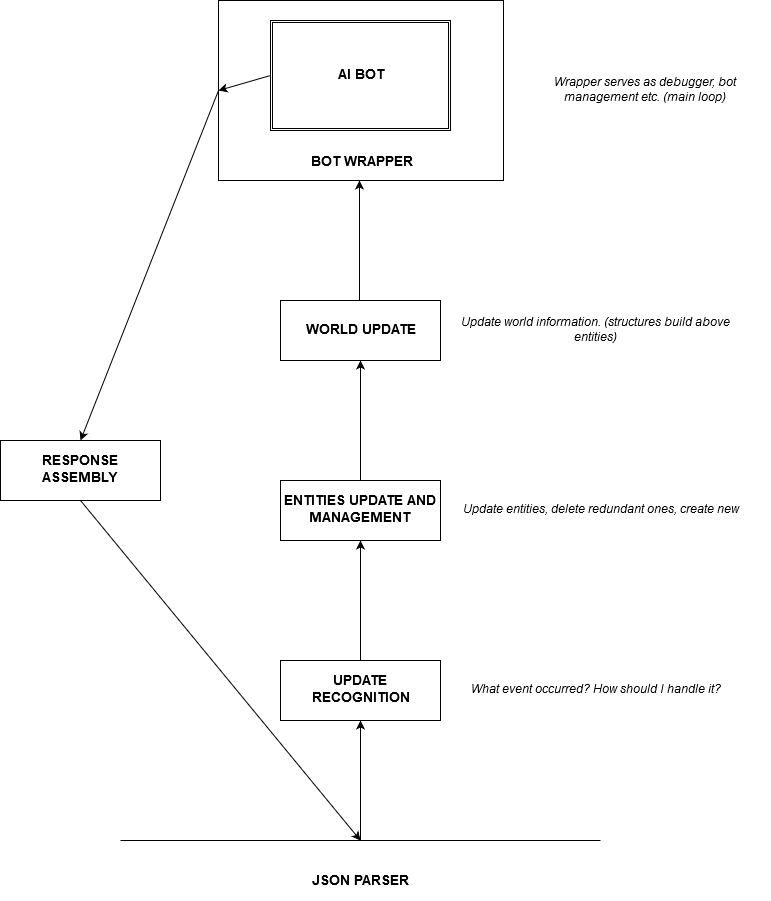 AI BOT
Wrapper serves as debugger, bot
management etc. (main loop)
BOT WRAPPER
WORLD UPDATE
Update world information. (structures build above
entities)
RESPONSE
ASSEMBLY
ENTITIES UPDATE AND
MANAGEMENT
Update entities, delete redundant ones, create new
UPDATE
RECOGNITION
What event occurred? How should I handle it?
JSON PARSER